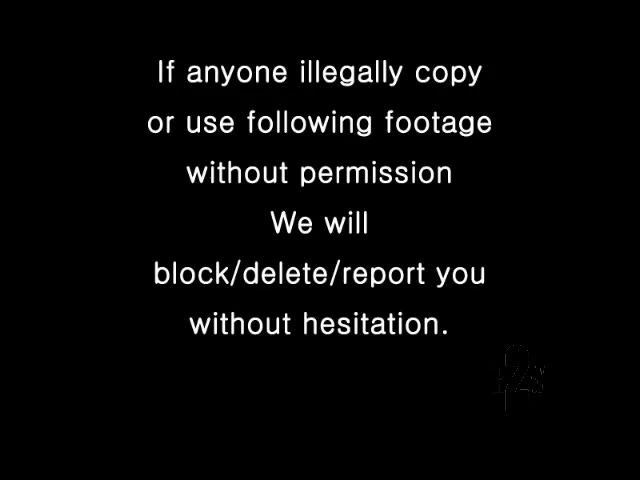 If anyone illegally copy
or use following footage
without permission
We will
block/delete/report you
without hesitation.